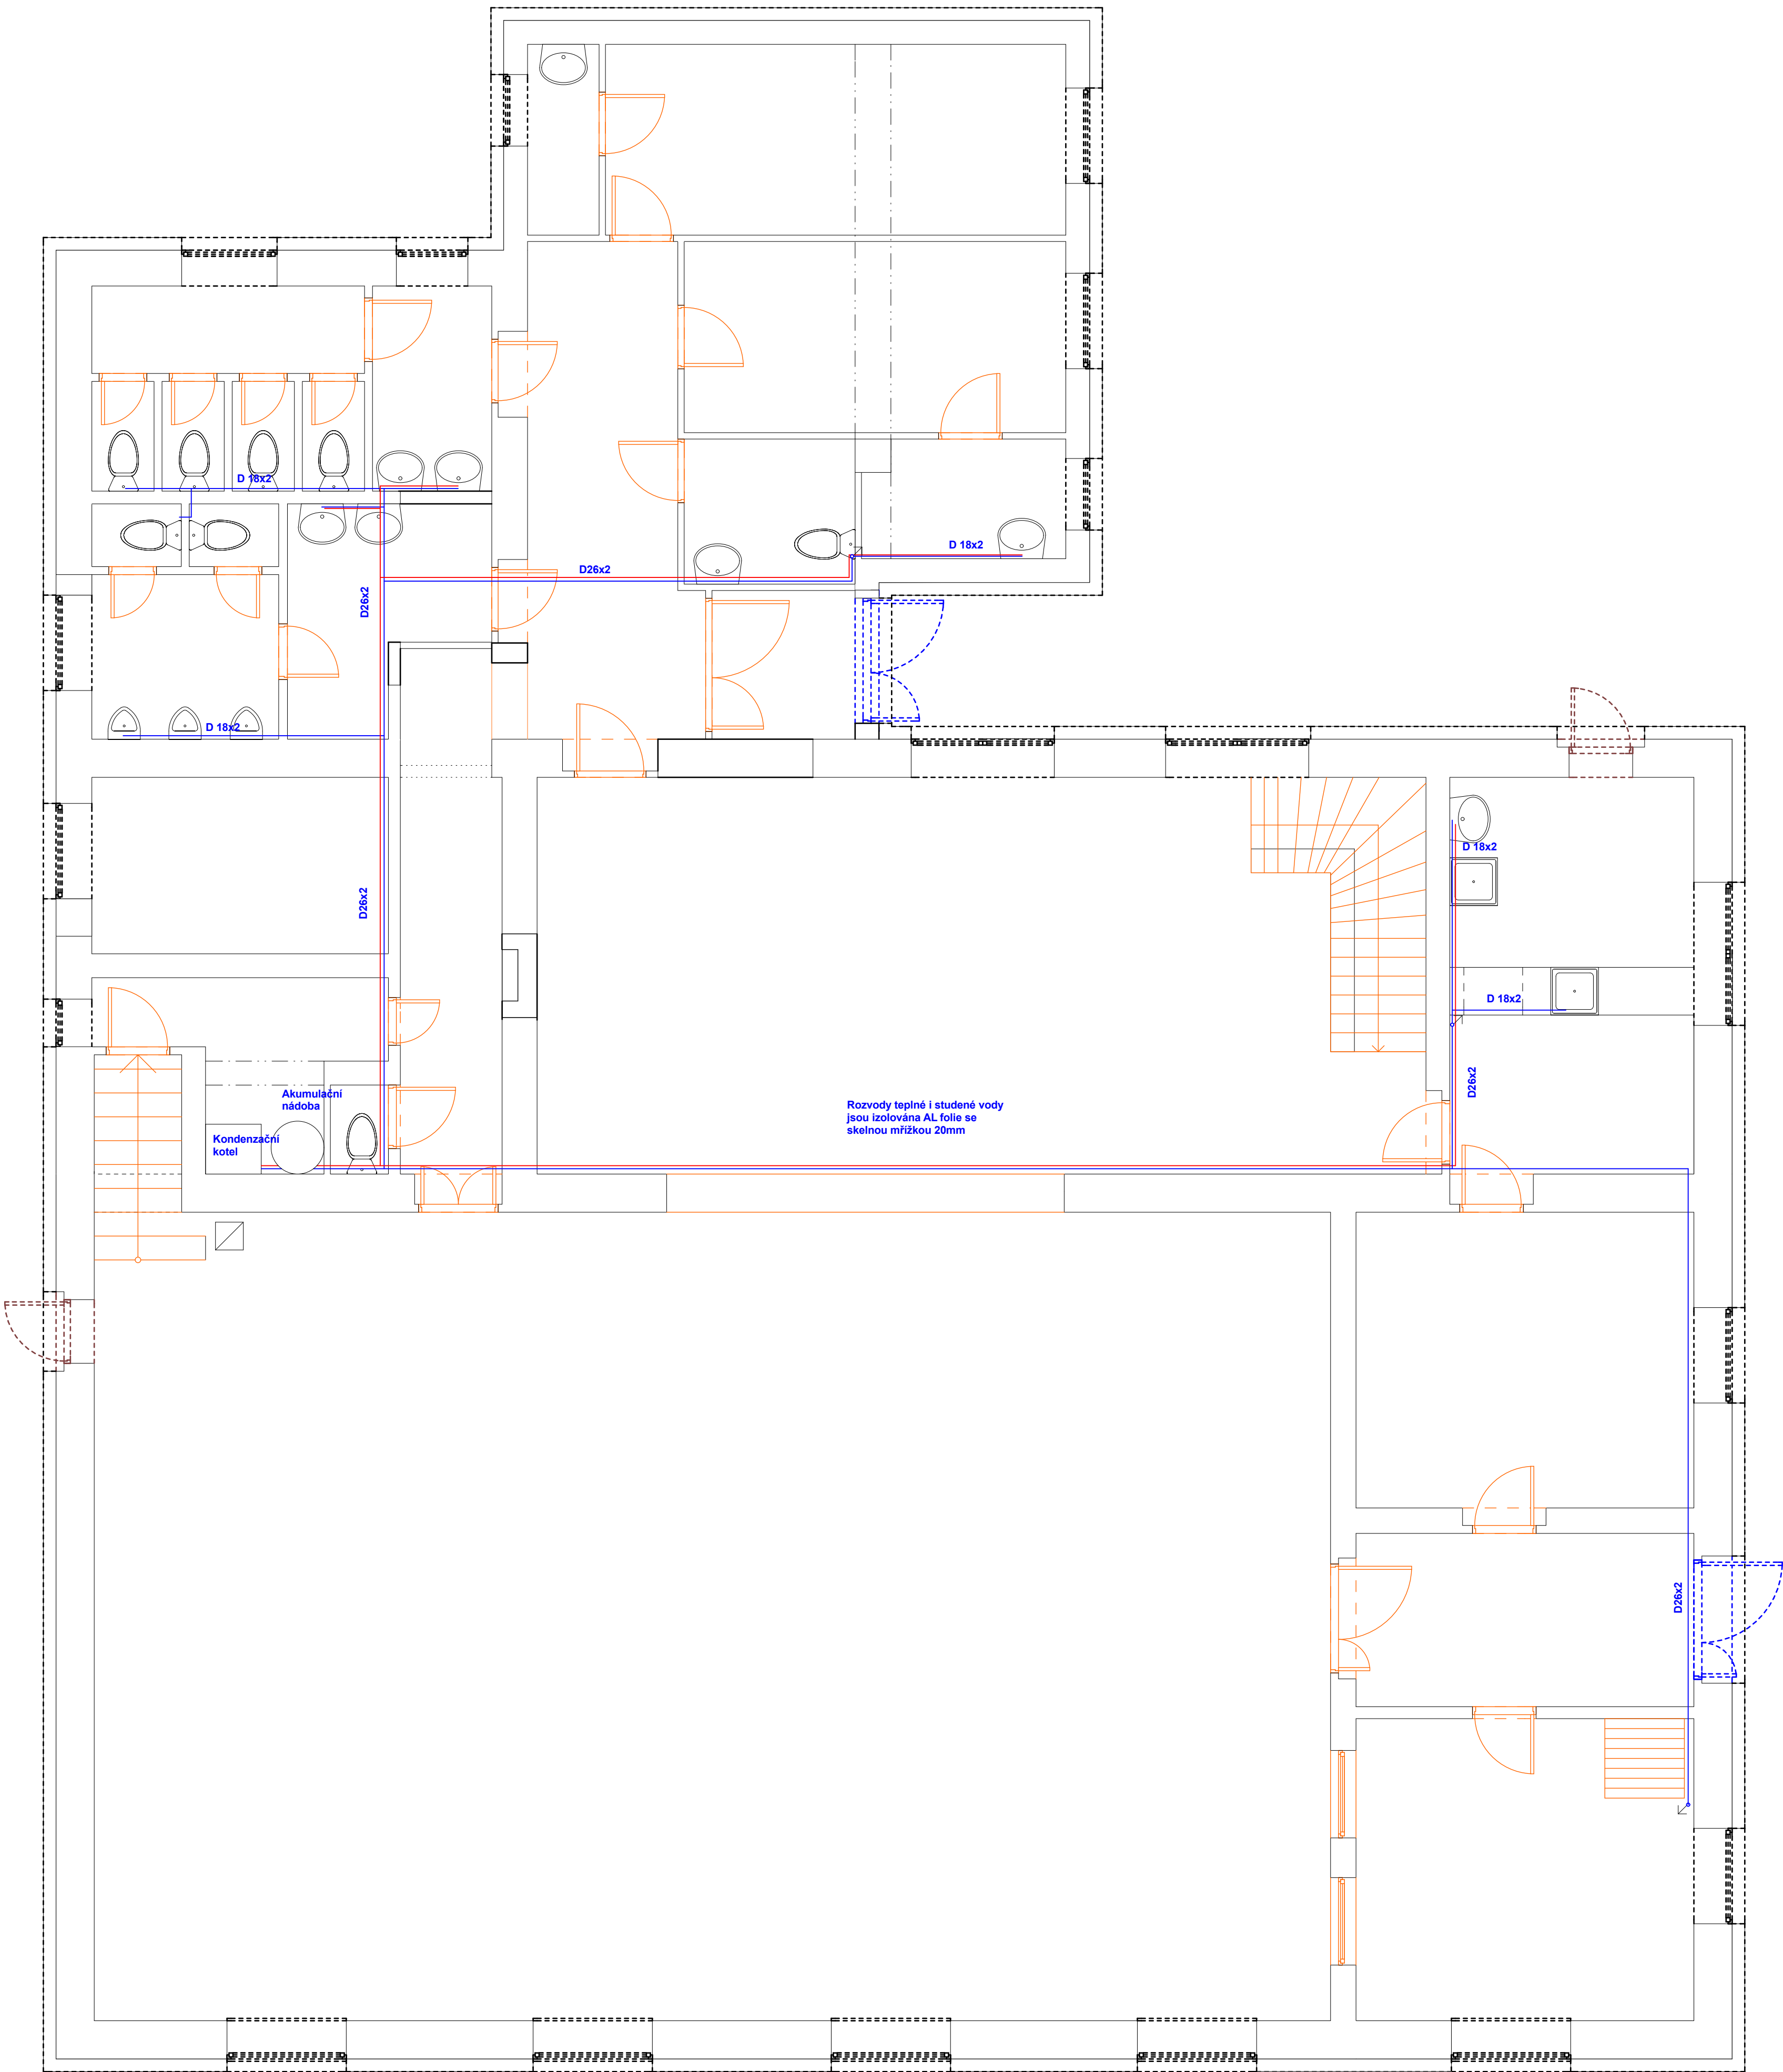 D 18x2
D 18x2
D26x2
D26x2
D 18x2
D 18x2
D26x2
D 18x2
D26x2
Akumulační
nádoba
Kondenzační
kotel
Rozvody teplné i studené vody
jsou izolována AL folie se
skelnou mřížkou 20mm
D26x2